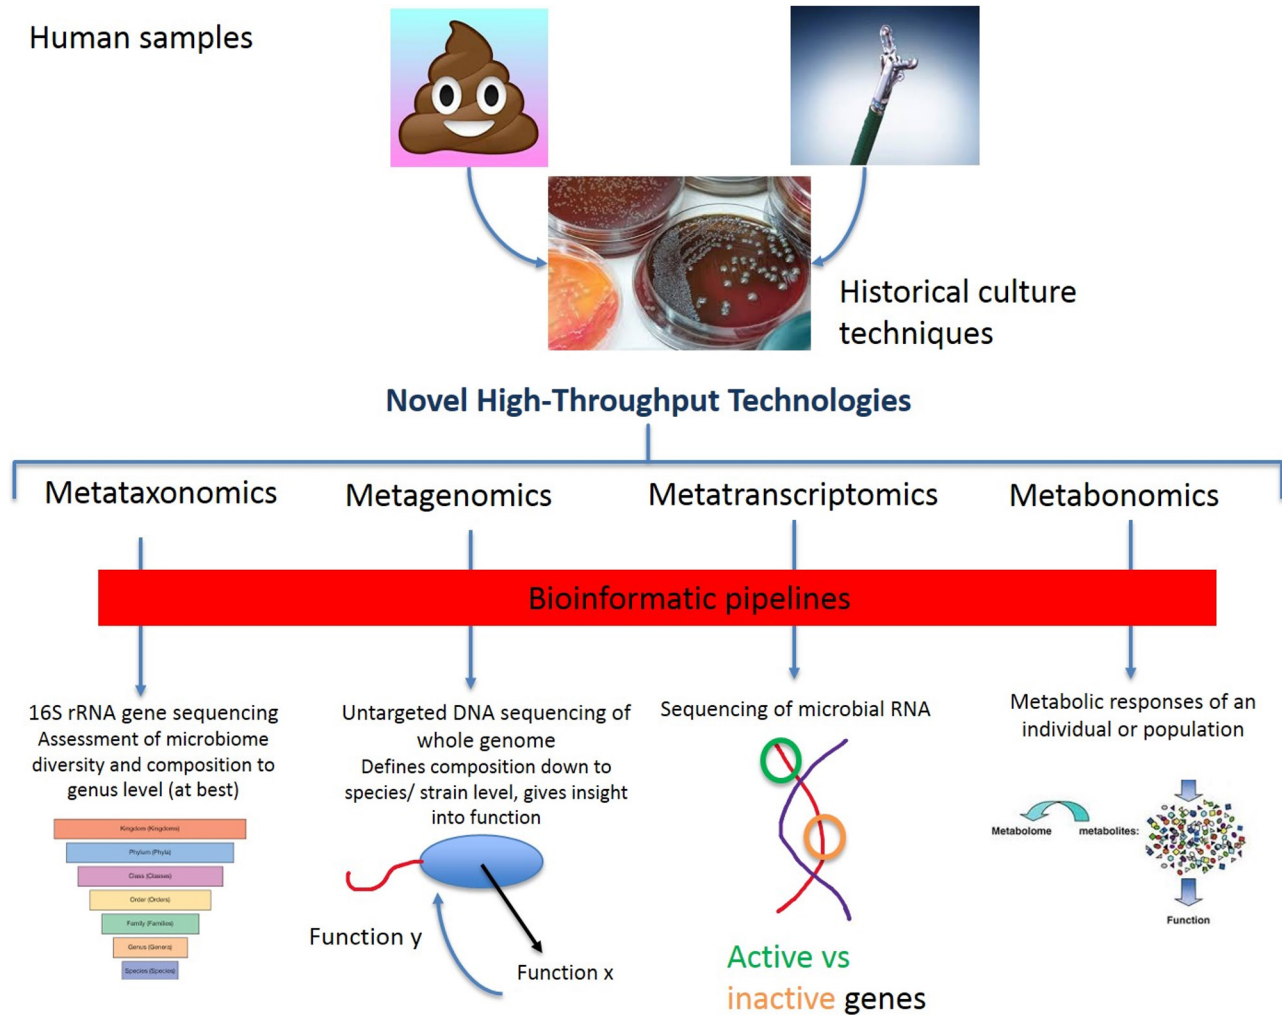 Human samples
Historical culture
techniques
Novel High-Throughput Technologies
Metataxonomics
Metagenomics
Metatranscriptomics
Metabonomics
Bioinformatic pipelines
16S rRNA gene sequencing
Assessment of microbiome
diversity and composition to
genus level (at best)
Kingdom (Kingdoms)
Phylum (Phyla)
Class (Classes)
Order (Orders)
Family (Families)
Genus (Genera)
Species (Species)
Untargeted DNA sequencing of
whole genome
Defines composition down to
species/ strain level, gives insight
into function
Function y
Function x
Sequencing of microbial RNA
Active vs
inactive genes
Metabolic responses of an
individual or population
Metabolome
metabolites:
Function